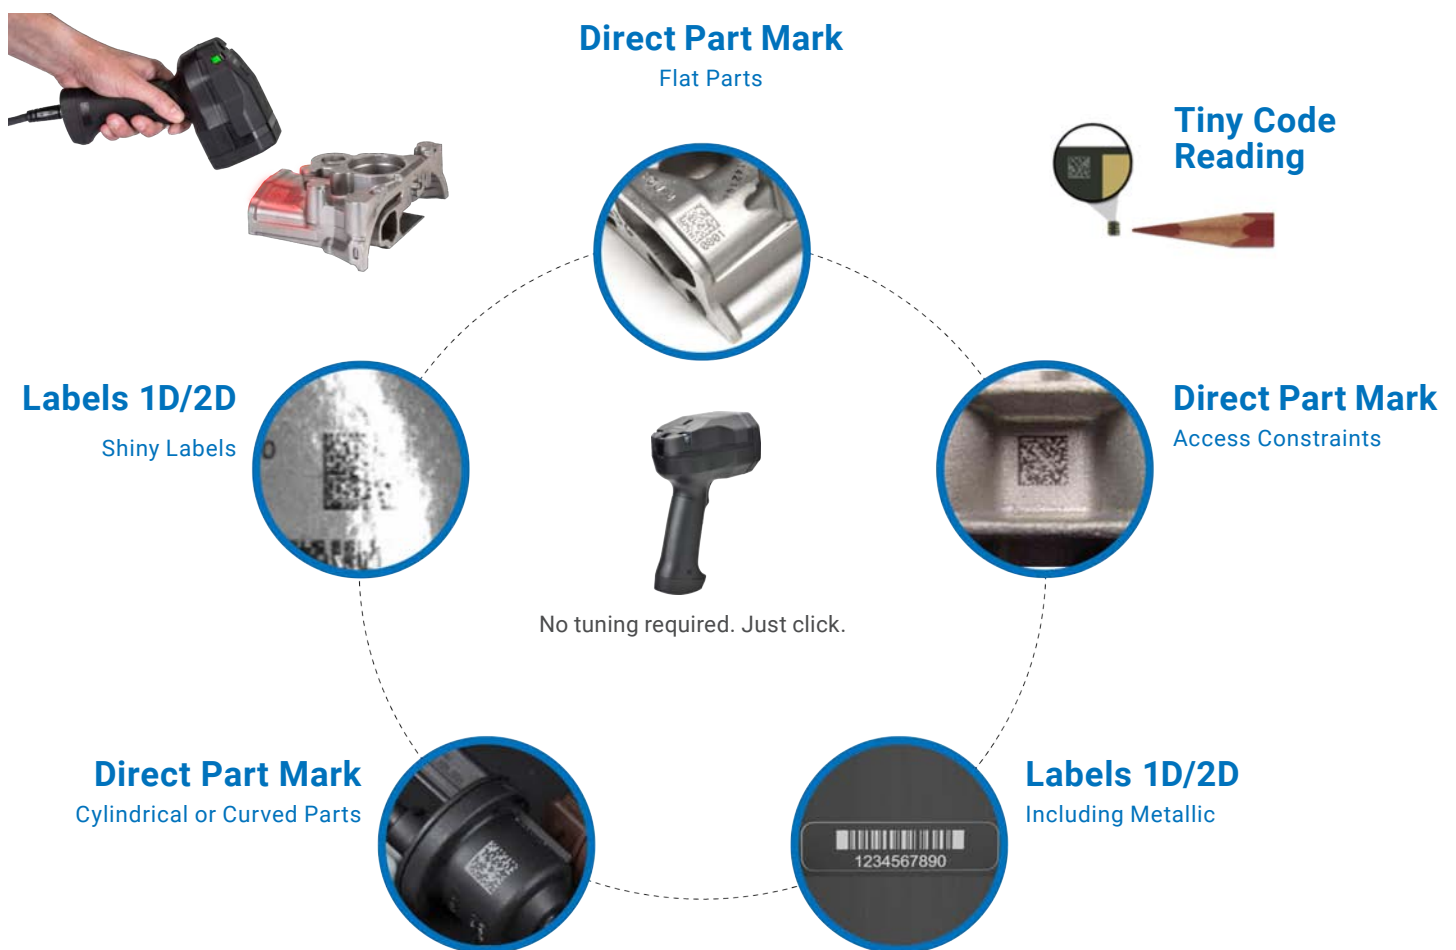 Direct Part Mark
Flat Parts
Tiny Code
Reading
Labels 1D/2D
Shiny Labels
Direct Part Mark
Access Constraints
No tuning required. Just click.
Direct Part Mark
Cylindrical or Curved Parts
Labels 1D/2D
Including Metallic
1234567890